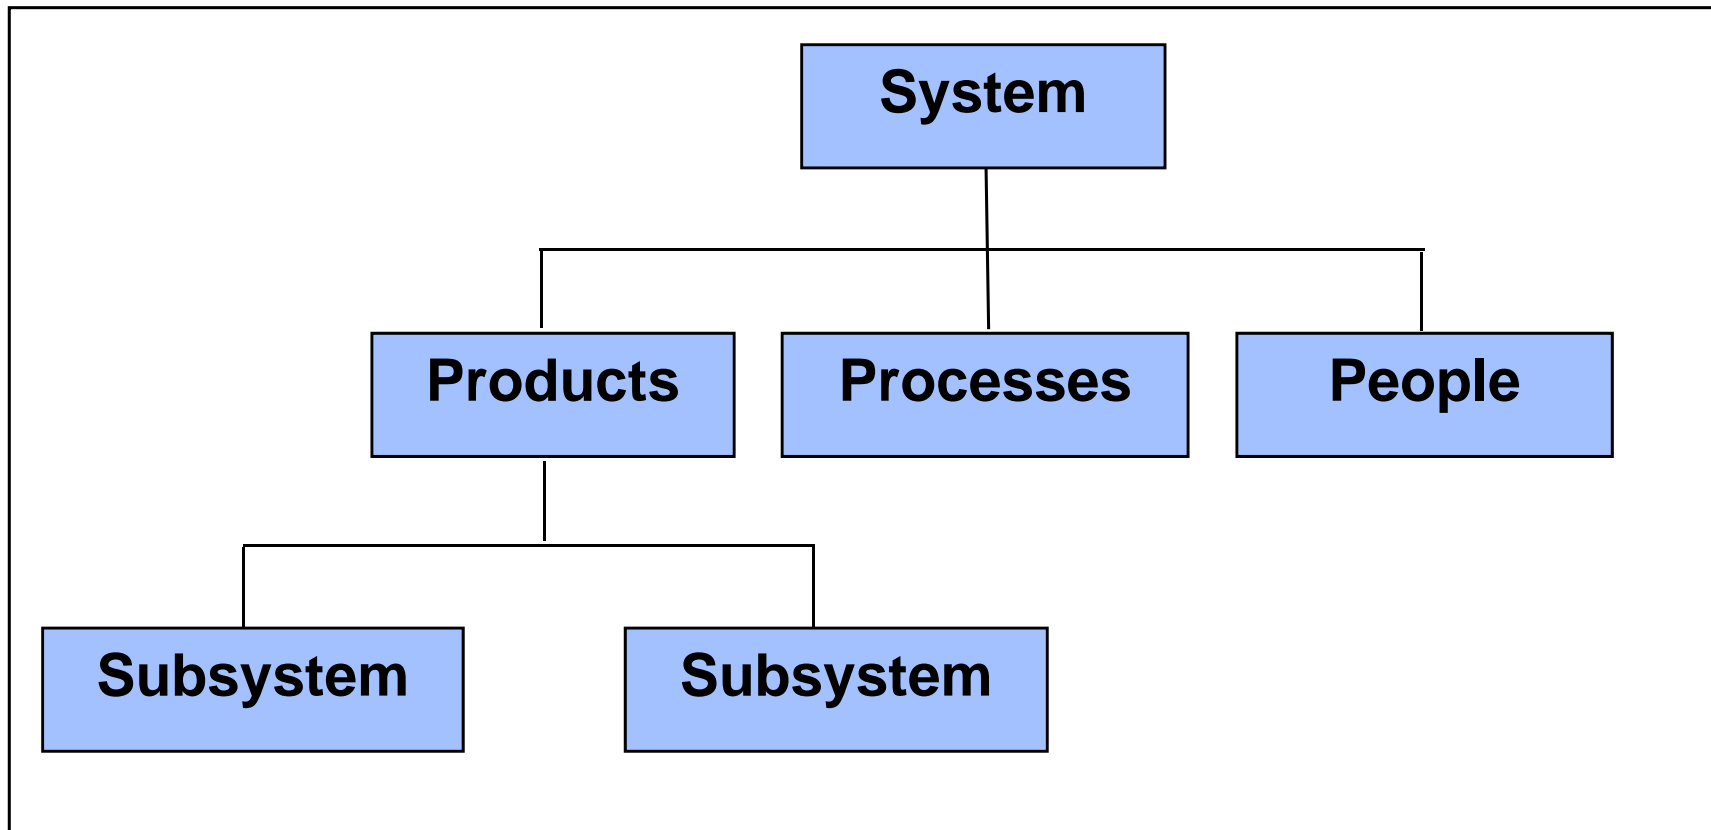 System
Products
Processes
People
Subsystem
Subsystem